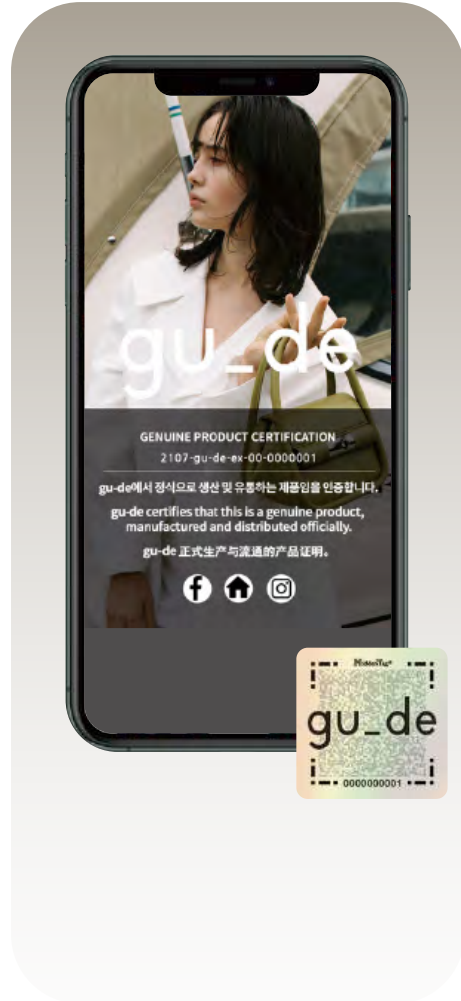 gu_de
GENUINE PRODUCT CERTIFICATION
2107-gu-de-ex-00-0000001
gu-de에서 정식으로 생산 및 유통하는 제품임을 인증합니다.
gu-de certifies that this is a genuine product,
manufactured and distributed officially.
gu-de 正式生产与流通的产品证明。
gu_de
0000000001